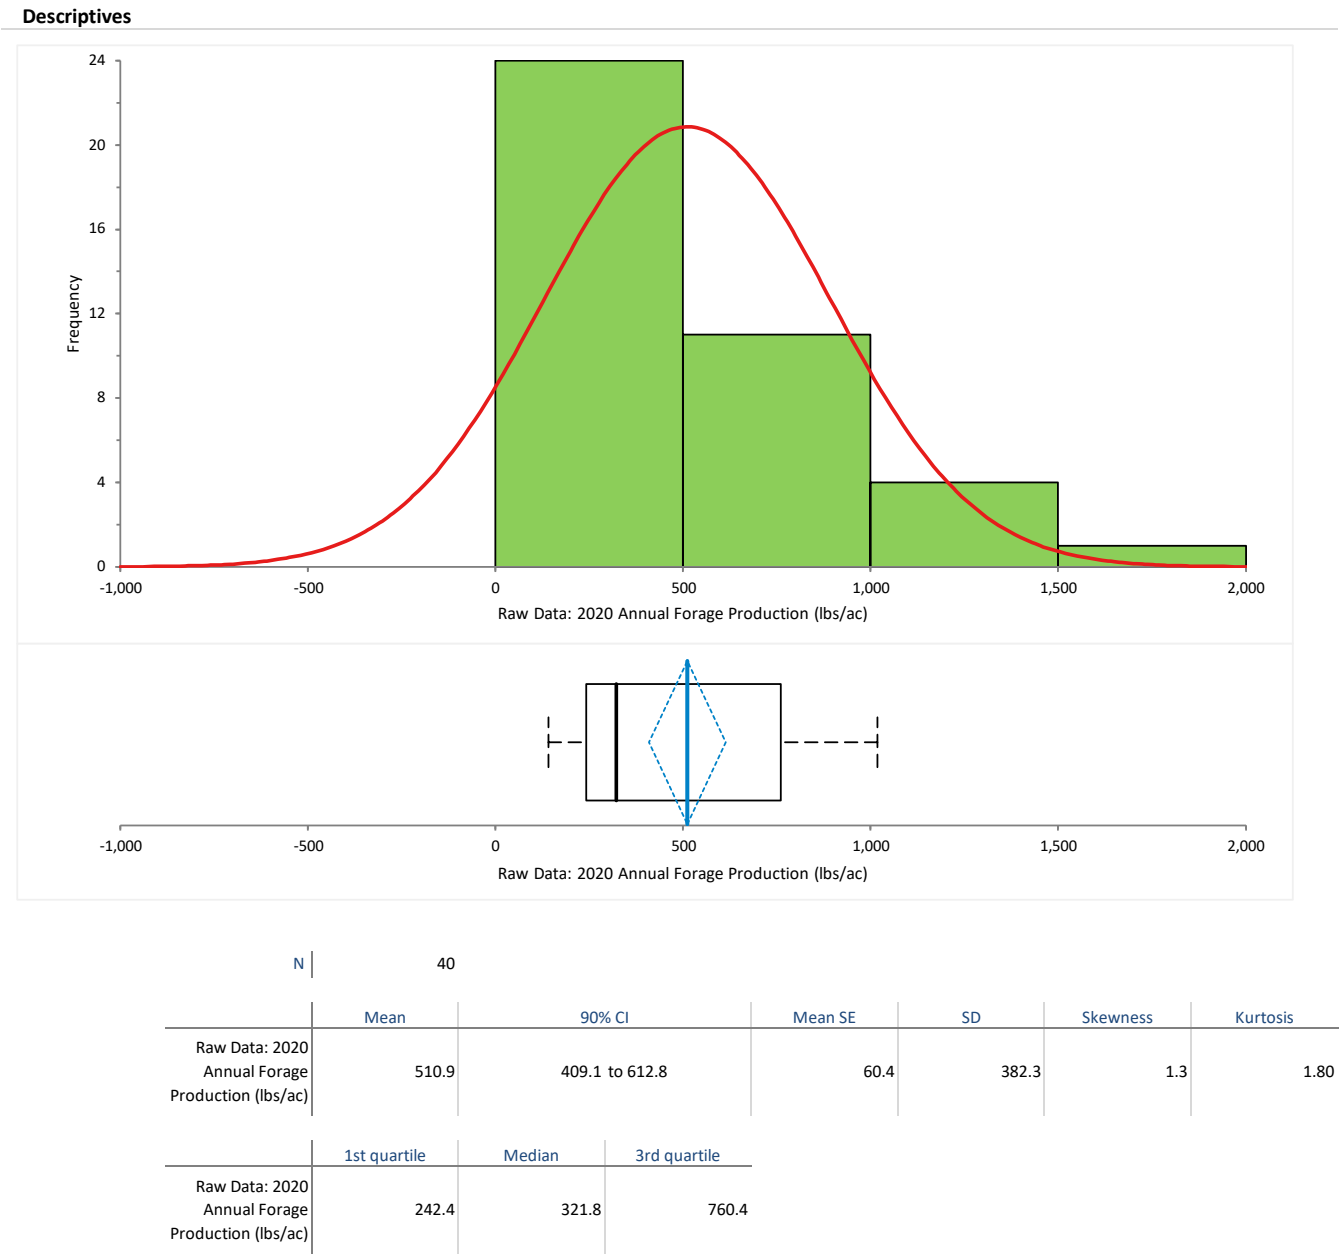 Descriptives
24
20
16
12
8
4
0
Frequency
-1,000 -500 0 500 1,000 1,500 2,000
Raw Data: 2020 Annual Forage Production (lbs/ac)
-1,000 -500 0 500 1,000 1,500 2,000
Raw Data: 2020 Annual Forage Production (lbs/ac)
N 40
Mean 90% CI Mean SE SD Skewness Kurtosis
Raw Data: 2020
Annual Forage 510.9 409.1 to 612.8 60.4 382.3 1.3 1.80
Production (lbs/ac)
1st quartile Median 3rd quartile
Raw Data: 2020
Annual Forage 242.4 321.8 760.4
Production (lbs/ac)